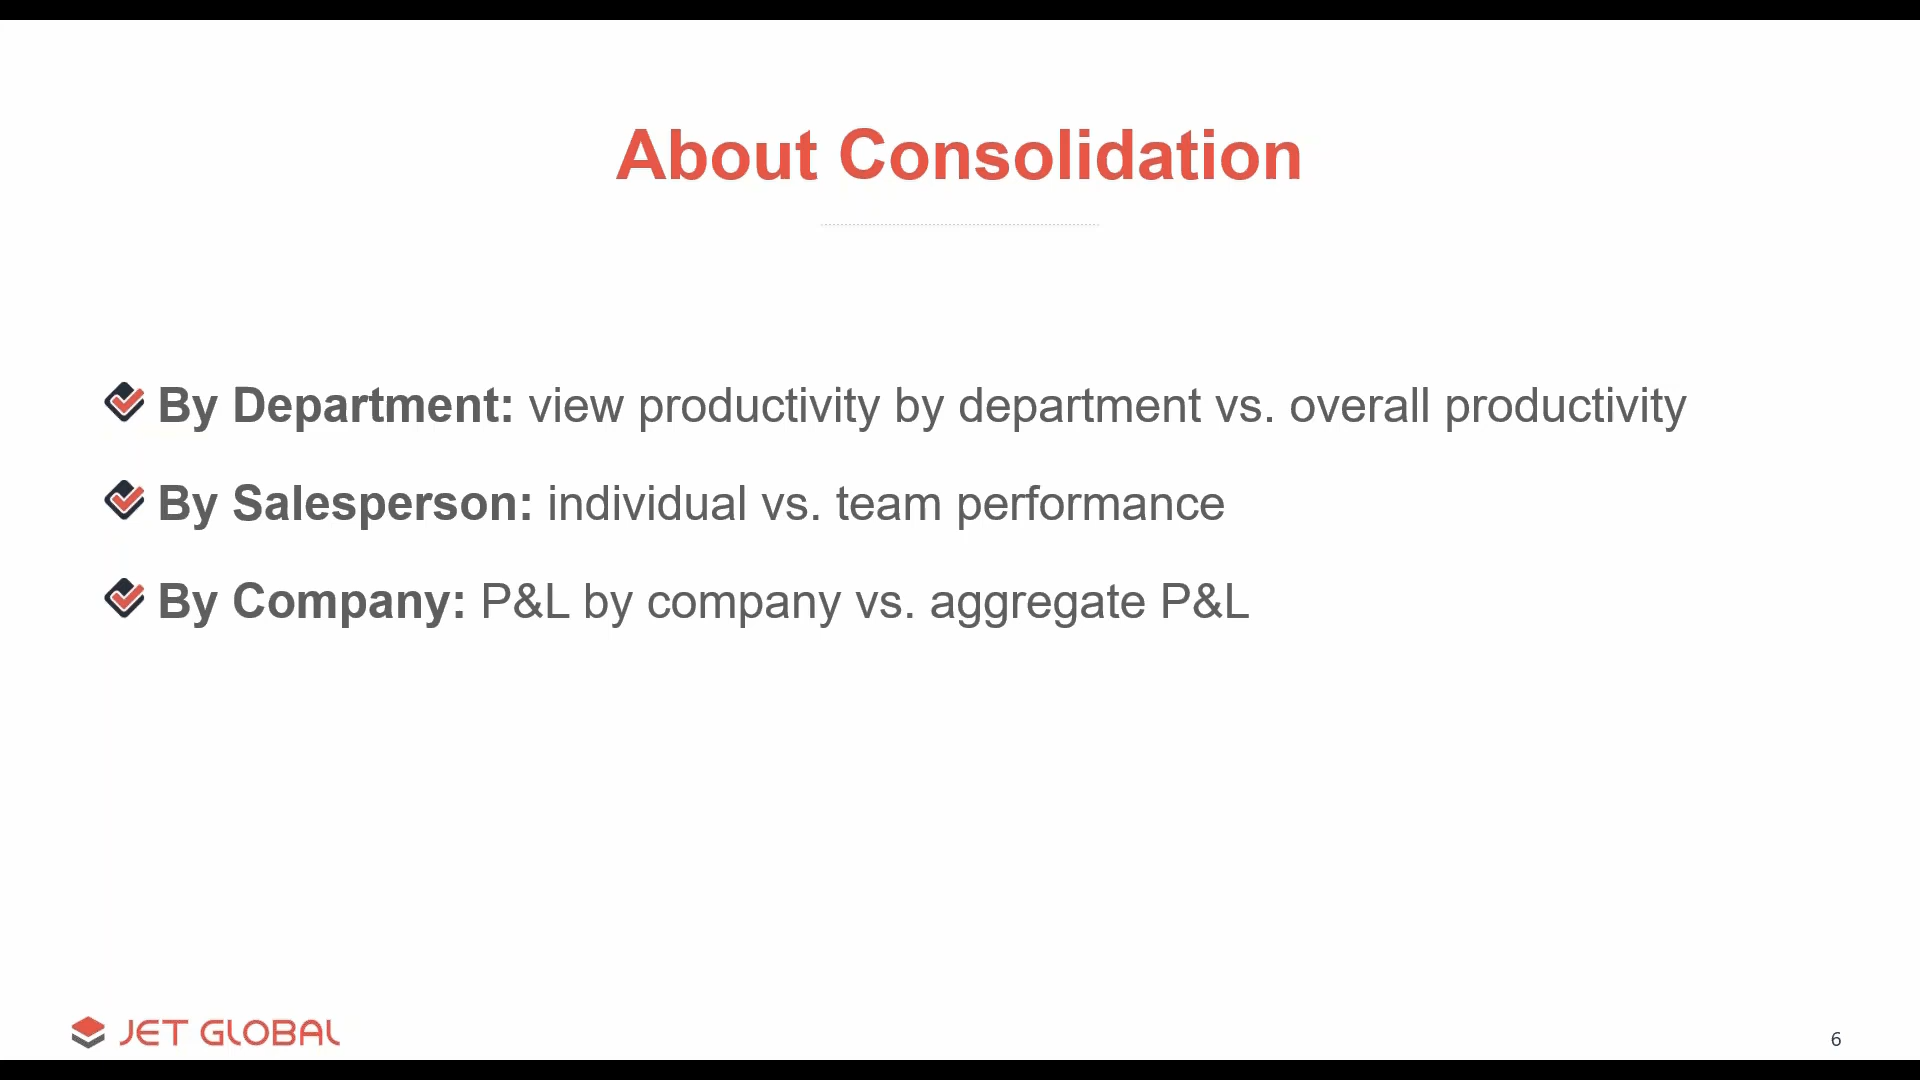 About Consolidation
By Department: view productivity by department vs. overall productivity
By Salesperson: individual vs. team performance
By Company: P&L by company vs. aggregate P&L
JET GLOBAL
6